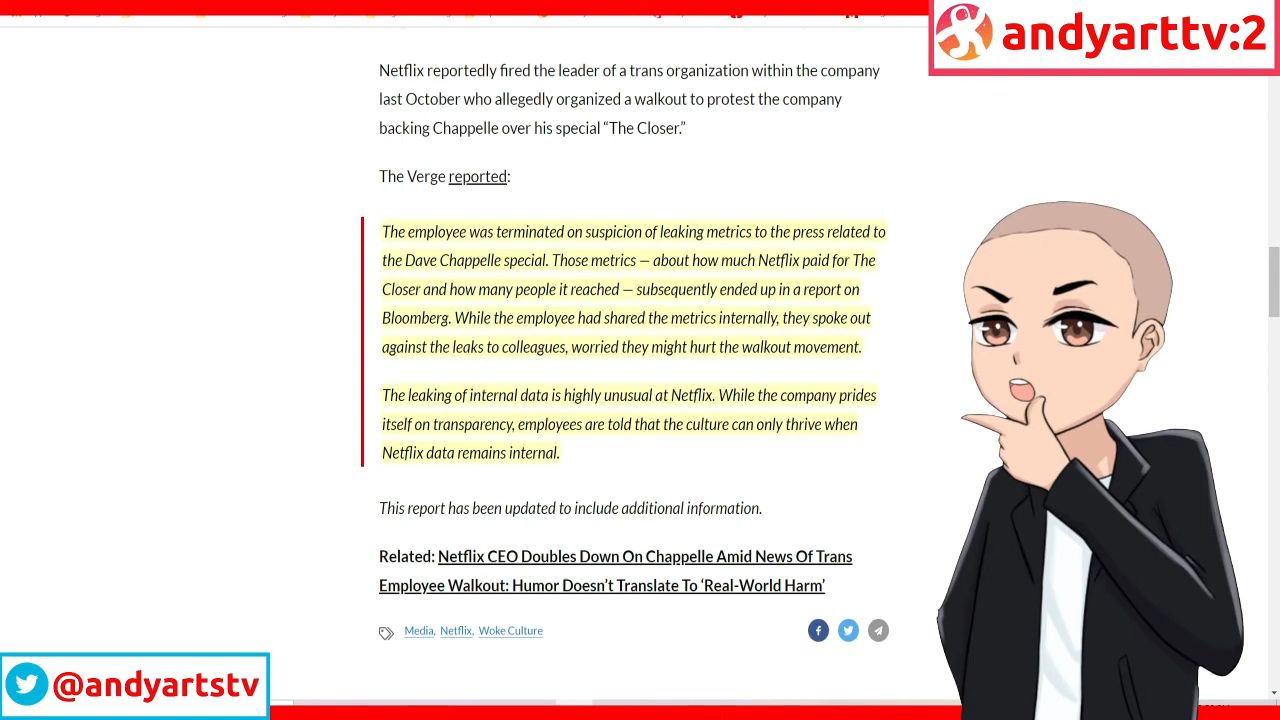 andyarttv:2
Netflix reportedly fired the leader of a trans organization within the company
last October who allegedly organized a walkout to protest the company
backing Chappelle over his special “The Closer.”
The Verge reported:
The employee was terminated on suspicion of leaking metrics to the press related to
the Dave Chappelle special. Those metrics — about how much Netflix paid for The
Closer and how many people it reached — subsequently ended up in a report on
Bloomberg. While the employee had shared the metrics internally, they spoke out
against the leaks to colleagues, worried they might hurt the walkout movement.
The leaking of internal data is highly unusual at Netflix. While the company prides
itself on transparency, employees are told that the culture can only thrive when
Netflix data remains internal.
This report has been updated to include additional information.
Related: Netflix CEO Doubles Down On Chappelle Amid News Of Trans
Employee Walkout: Humor Doesn’t Translate To ‘Real-World Harm’
Media, Netflix, Woke Culture
@andyartstv